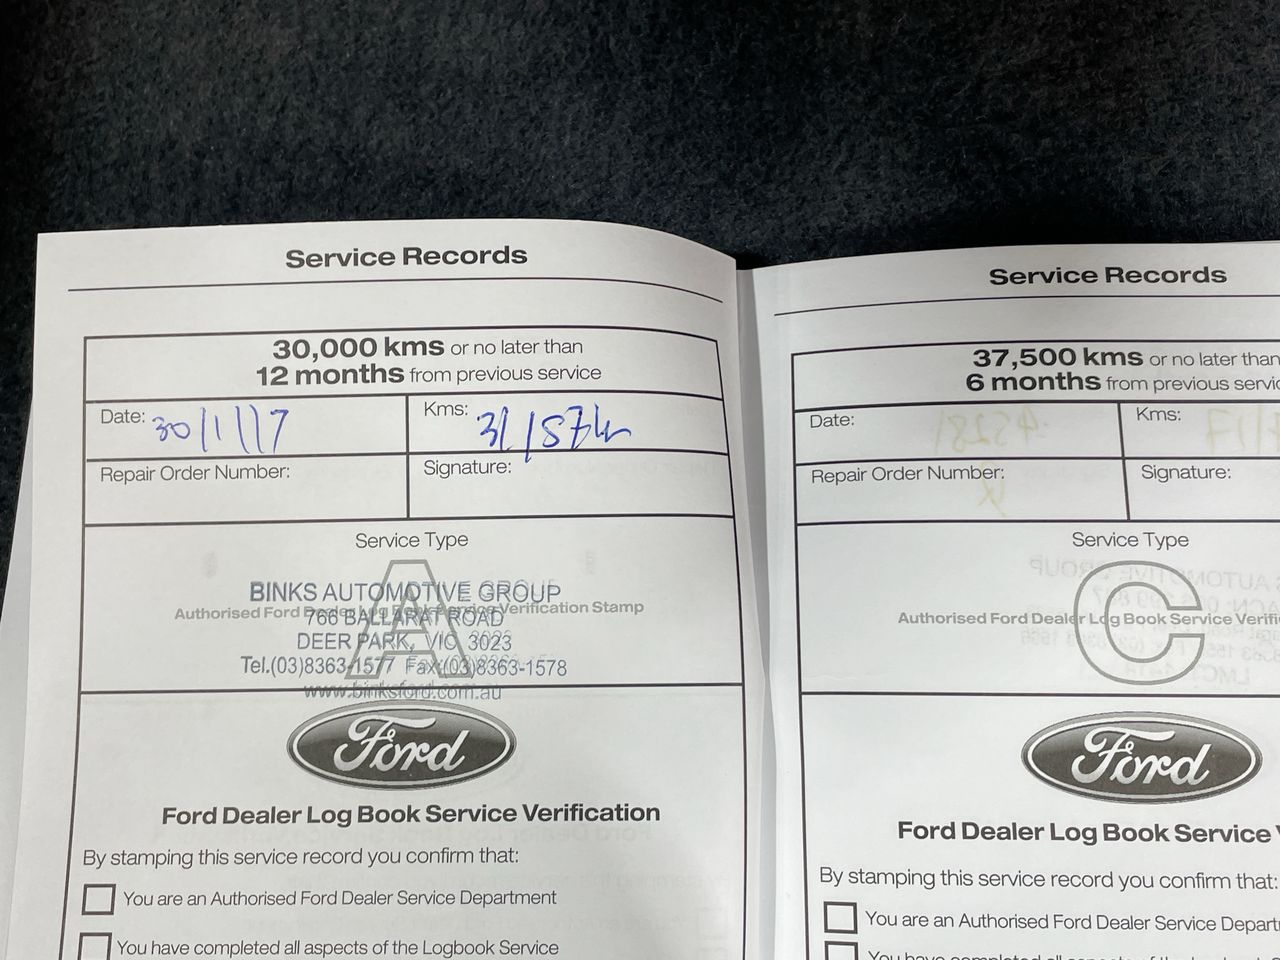 Service Records
30,000 kms or no later than
12 months from previous service
Date: 30/1/17
Kms:
Repair Order Number:
Signature:
Service Type
A
BINKS AUTOMOTIVE GROUP
Authorised Ford Dealer Log Book Service Verification Stamp
766 BALLARAT ROAD
DEER PARK, VIC 3023
Tel.(03)8363-1577 Fax:(03)8363-1578
www.binksford.com.au
Ford
Ford Dealer Log Book Service Verification
By stamping this service record you confirm that:
You are an Authorised Ford Dealer Service Department
You have completed all aspects of the Logbook Service
Service Records
37,500 kms or no later than
6 months from previous servic
Date:
Kms:
Repair Order Number:
Signature:
Service Type
C
Authorised Ford Dealer Log Book Service Verifi
Ford
Ford Dealer Log Book Service
By stamping this service record you confirm that:
You are an Authorised Ford Dealer Service Depart